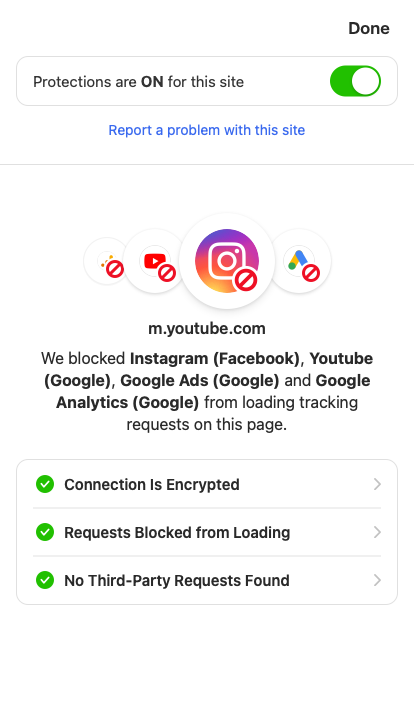 Done
Protections are ON for this site
Report a problem with this site
m.youtube.com
We blocked Instagram (Facebook), Youtube
(Google), Google Ads (Google) and Google
Analytics (Google) from loading tracking
requests on this page.
Connection Is Encrypted
Requests Blocked from Loading
No Third-Party Requests Found